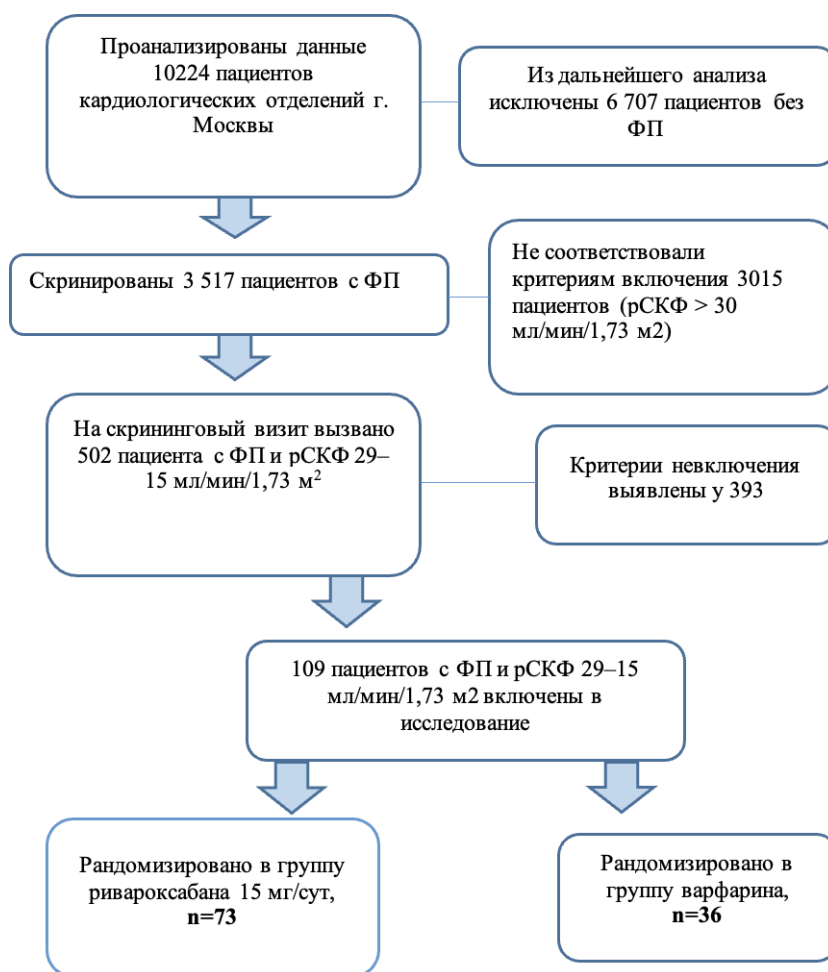 Проанализированы данные
10224 пациентов
кардиологических отделений г.
Москвы
Из дальнейшего анализа
исключены 6 707 пациентов без
ФП
Скринированы 3 517 пациентов с ФП
Не соответствовали
критериям включения 3015
пациентов (рСКФ > 30
мл/мин/1,73 м2)
На скрининговый визит вызвано
502 пациента с ФП и рСКФ 29–
15 мл/мин/1,73 м²
Критерии невключения
выявлены у 393
109 пациентов с ФП и рСКФ 29–15
мл/мин/1,73 м2 включены в
исследование
Рандомизировано в группу
ривароксабана 15 мг/сут,
n=73
Рандомизировано в
группу варфарина,
n=36